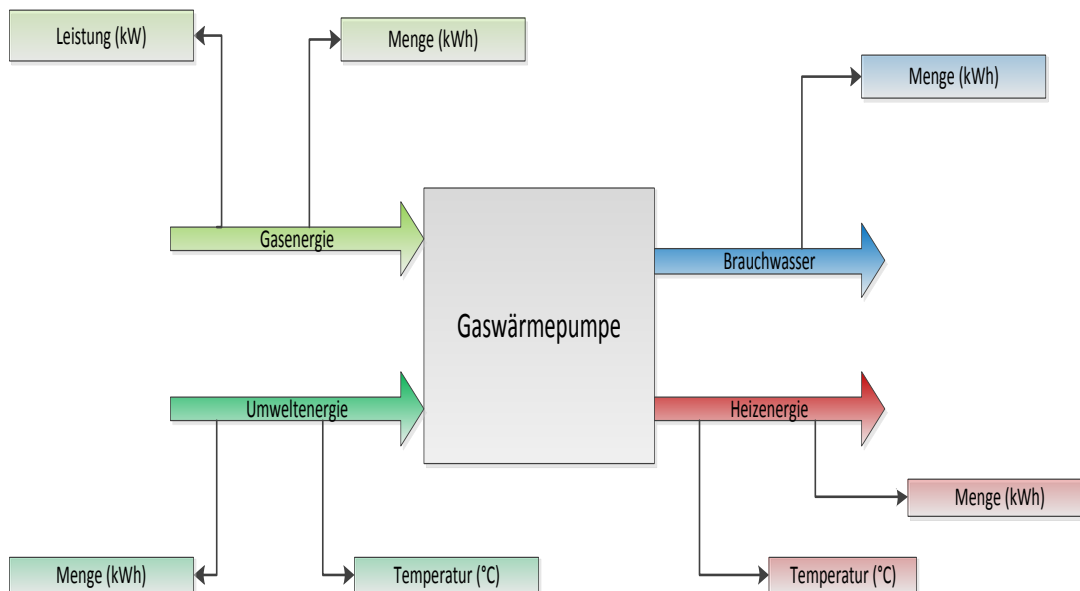 Leistung (kW)
Menge (kWh)
Menge (kWh)
Gasenergie
Brauchwasser
Gaswärmepumpe
Umweltenergie
Heizenergie
Menge (kWh)
Menge (kWh)
Temperatur (°C)
Temperatur (°C)